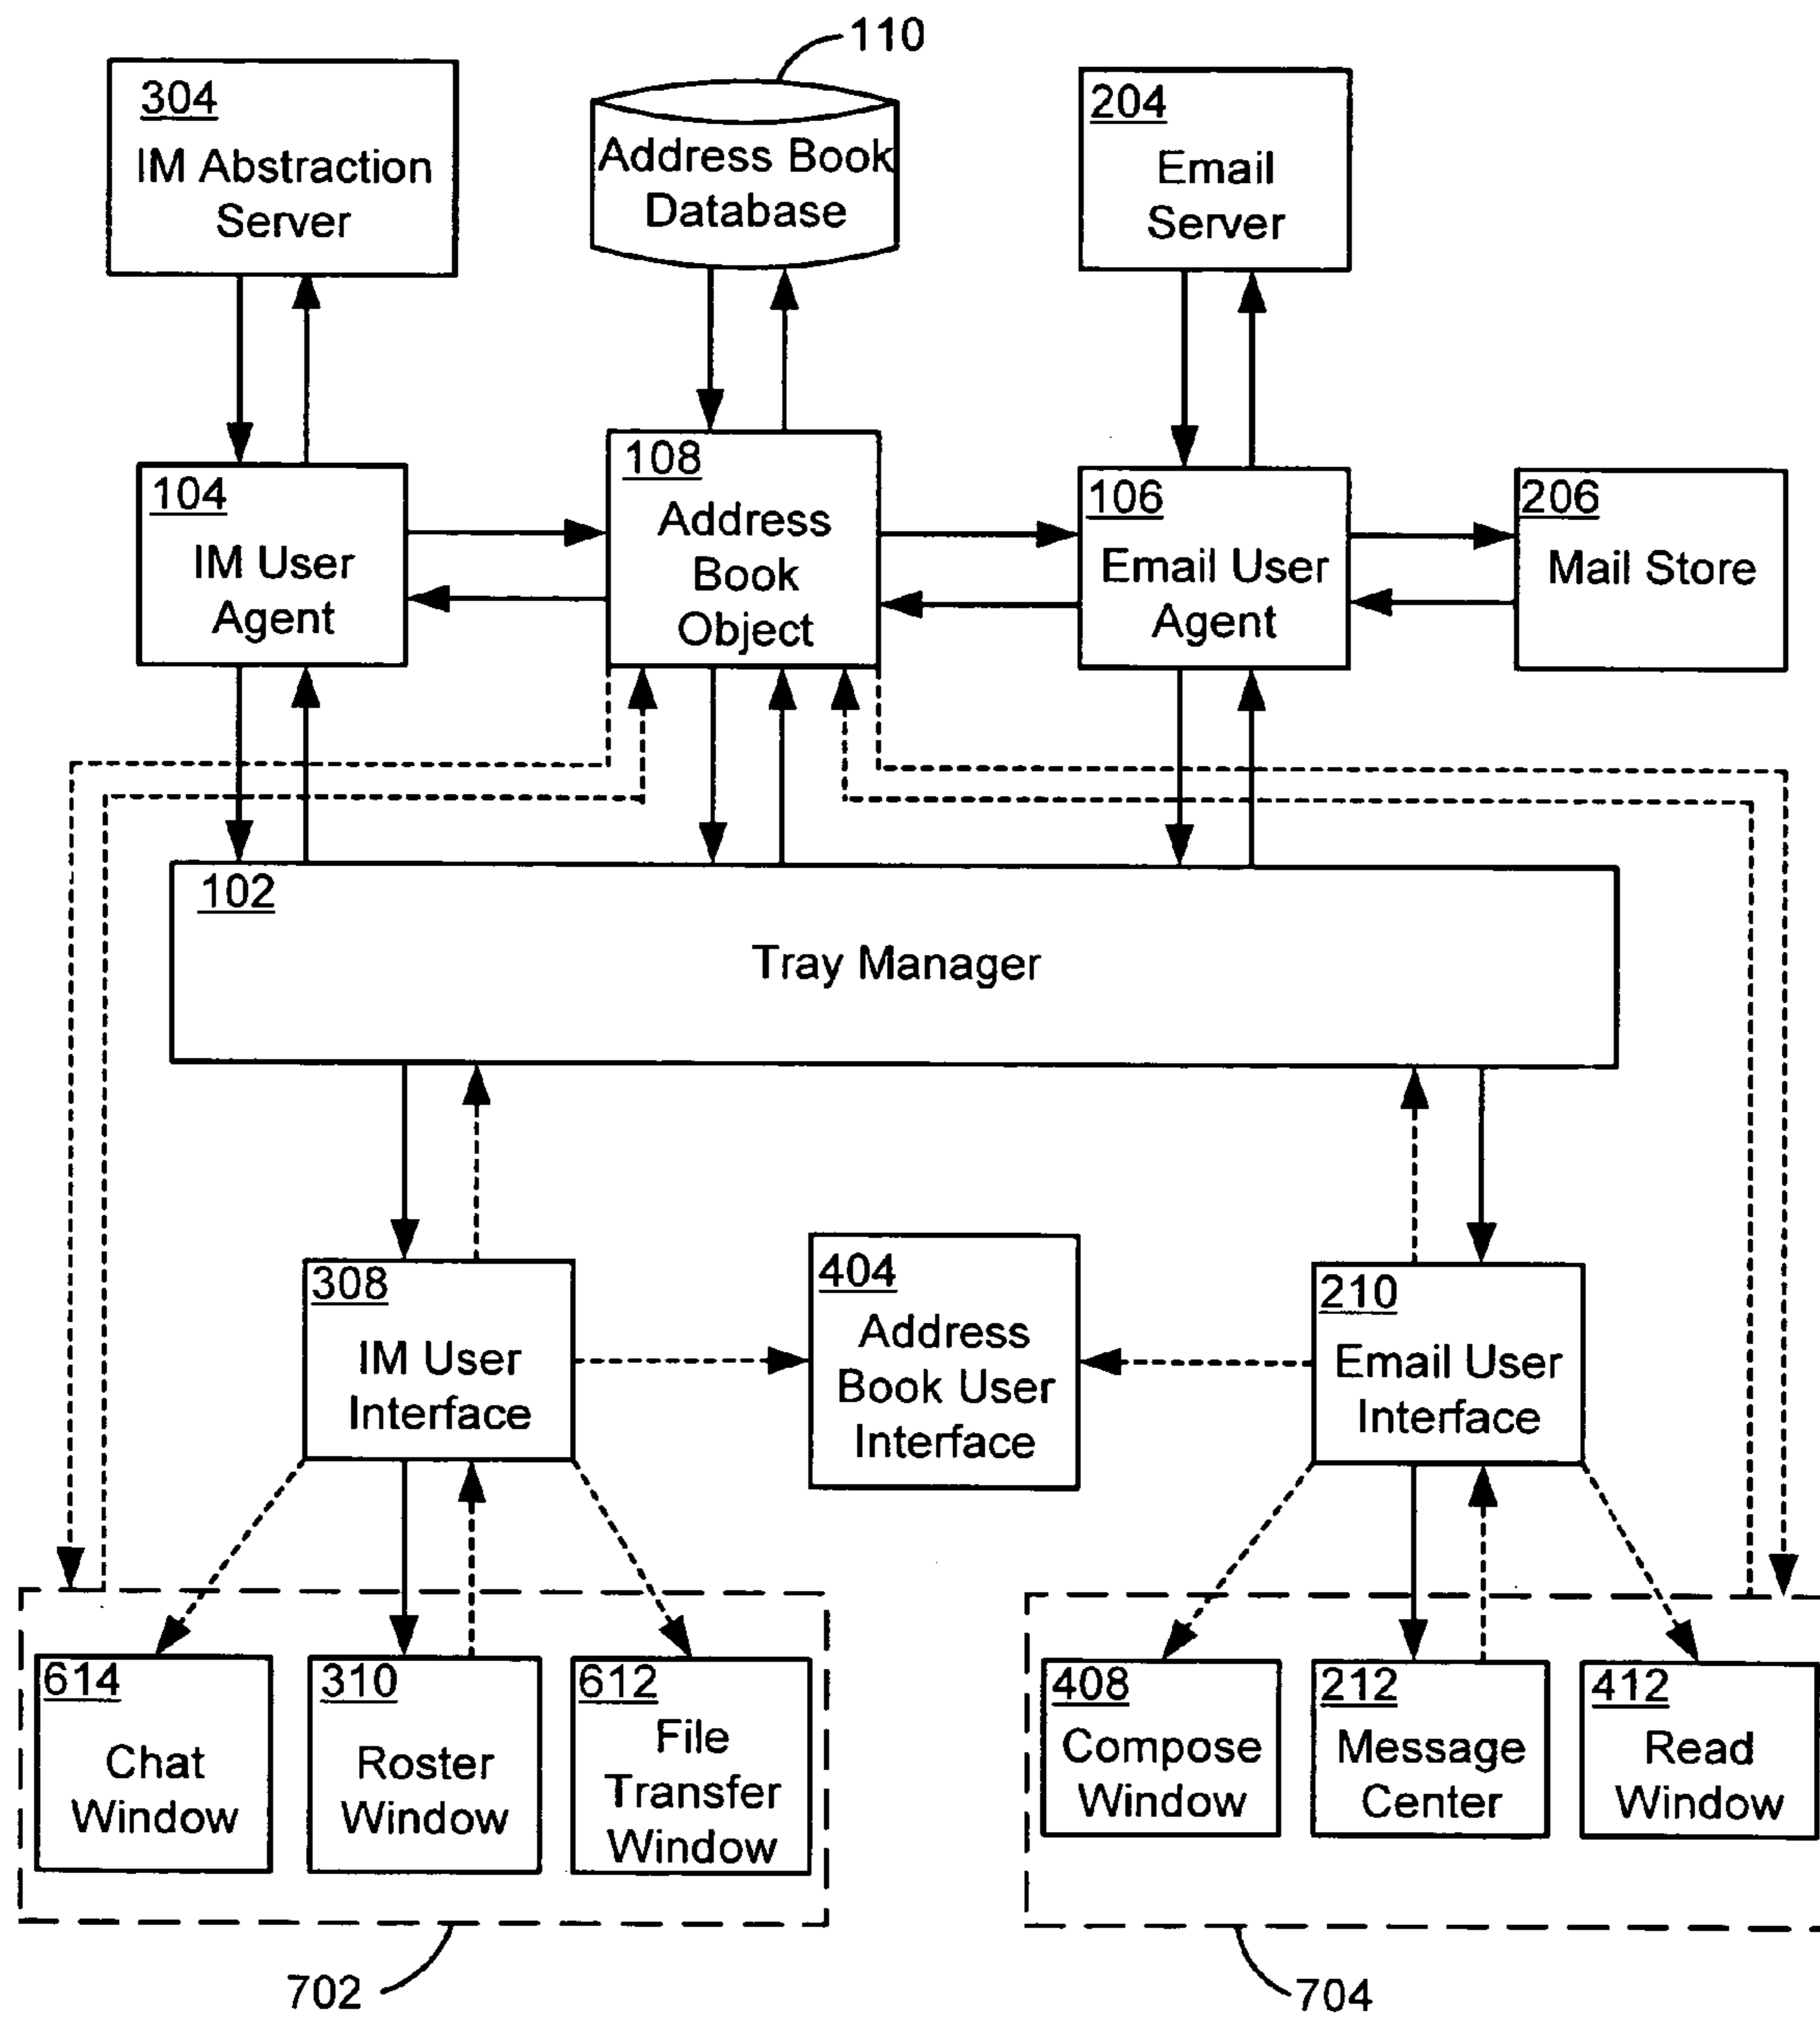 110
304
IM Abstraction
Server
Address Book
Database
204
Email
Server
104
IM User
Agent
108
Address
Book
Object
106
Email User
Agent
206
Mail Store
102
Tray Manager
308
IM User
Interface
404
Address
Book User
Interface
210
Email User
Interface
614
Chat
Window
310
Roster
Window
612
File
Transfer
Window
408
Compose
Window
212
Message
Center
412
Read
Window
702
704